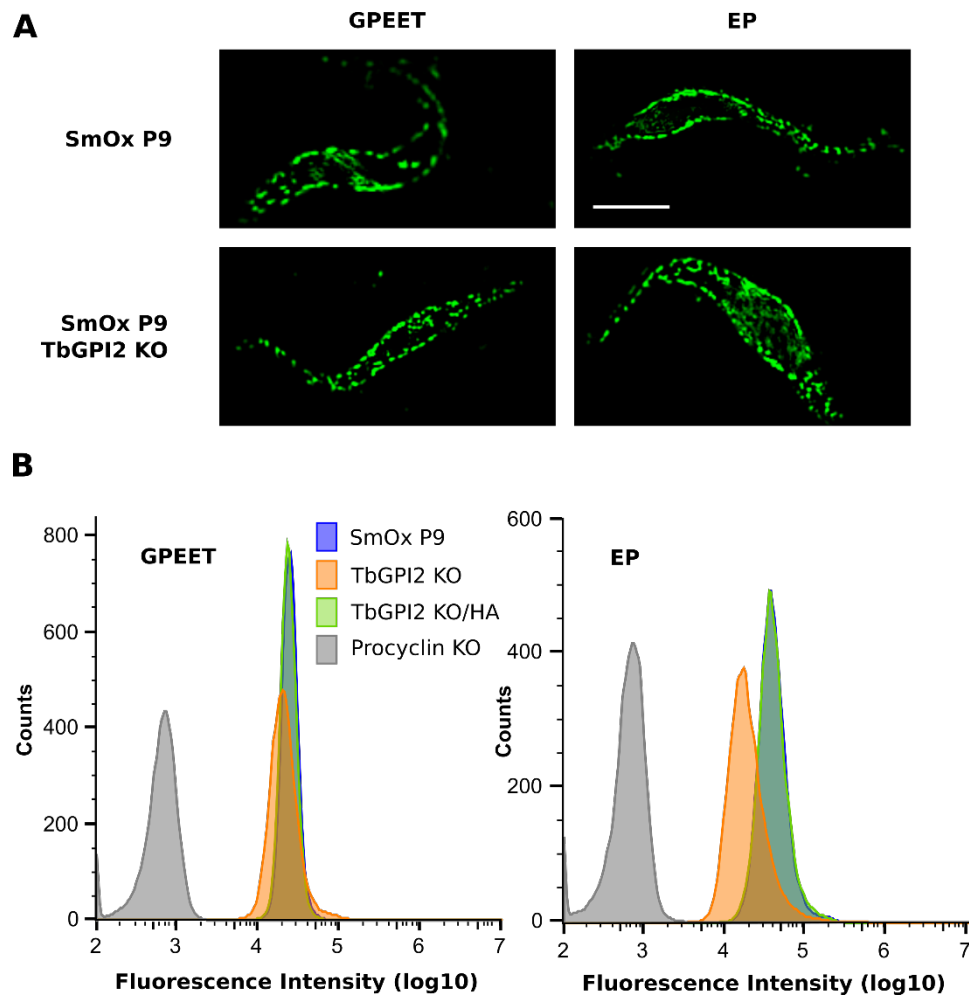 A
GPEET
EP
SmOx P9
SmOx P9
TbGPI2 KO
B
800
600
400
200
0
Counts
GPEET
SmOx P9
TbGPI2 KO
TbGPI2 KO/HA
Procyclin KO
2 3 4 5 6 7
Fluorescence Intensity (log10)
600
400
200
0
Counts
EP
2 3 4 5 6 7
Fluorescence Intensity (log10)